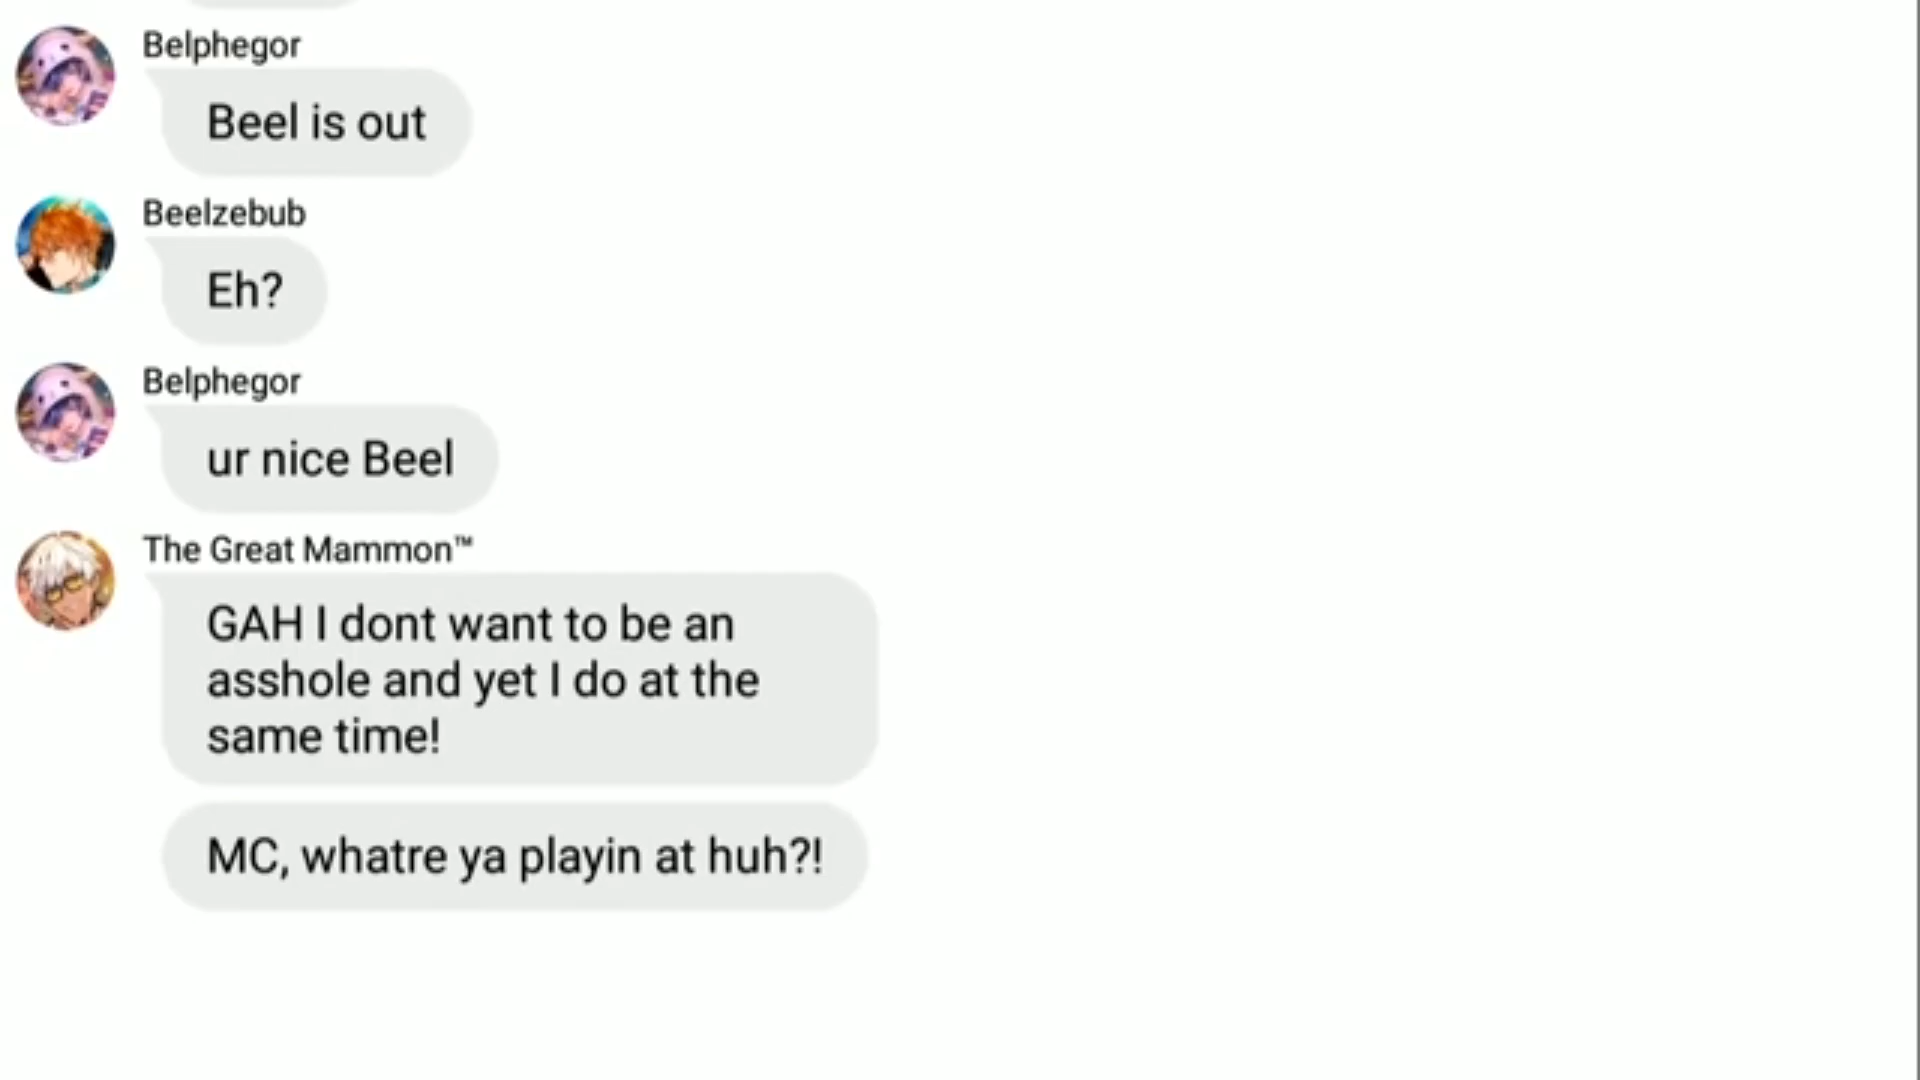 Belphegor
Beel is out
Beelzebub
Eh?
Belphegor
ur nice Beel
The Great Mammon™
GAH I dont want to be an
asshole and yet I do at the
same time!
MC, whatre ya playin at huh?!